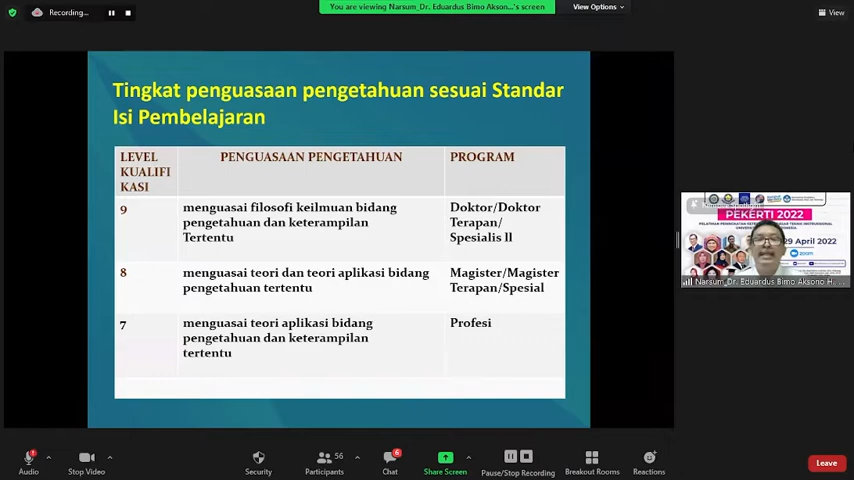 Recording...
You are viewing Narsum_Dr. Eduardus Bimo Akson...'s screen
View Options
View
Tingkat penguasaan pengetahuan sesuai Standar
Isi Pembelajaran
LEVEL
KUALIFI
KASI
PENGUASAAN PENGETAHUAN
PROGRAM
9
menguasai filosofi keilmuan bidang
pengetahuan dan keterampilan
Tertentu
Doktor/Doktor
Terapan/
Spesialis ll
8
menguasai teori dan teori aplikasi bidang
pengetahuan tertentu
Magister/Magister
Terapan/Spesial
7
menguasai teori aplikasi bidang
pengetahuan dan keterampilan
tertentu
Profesi
PEKERTI 2022
29 April 2022
zoom
Narsum_Dr. Eduardus Bimo Aksono H...
Audio
Stop Video
Security
56
Participants
6
Chat
Share Screen
Pause/Stop Recording
Breakout Rooms
Reactions
Leave